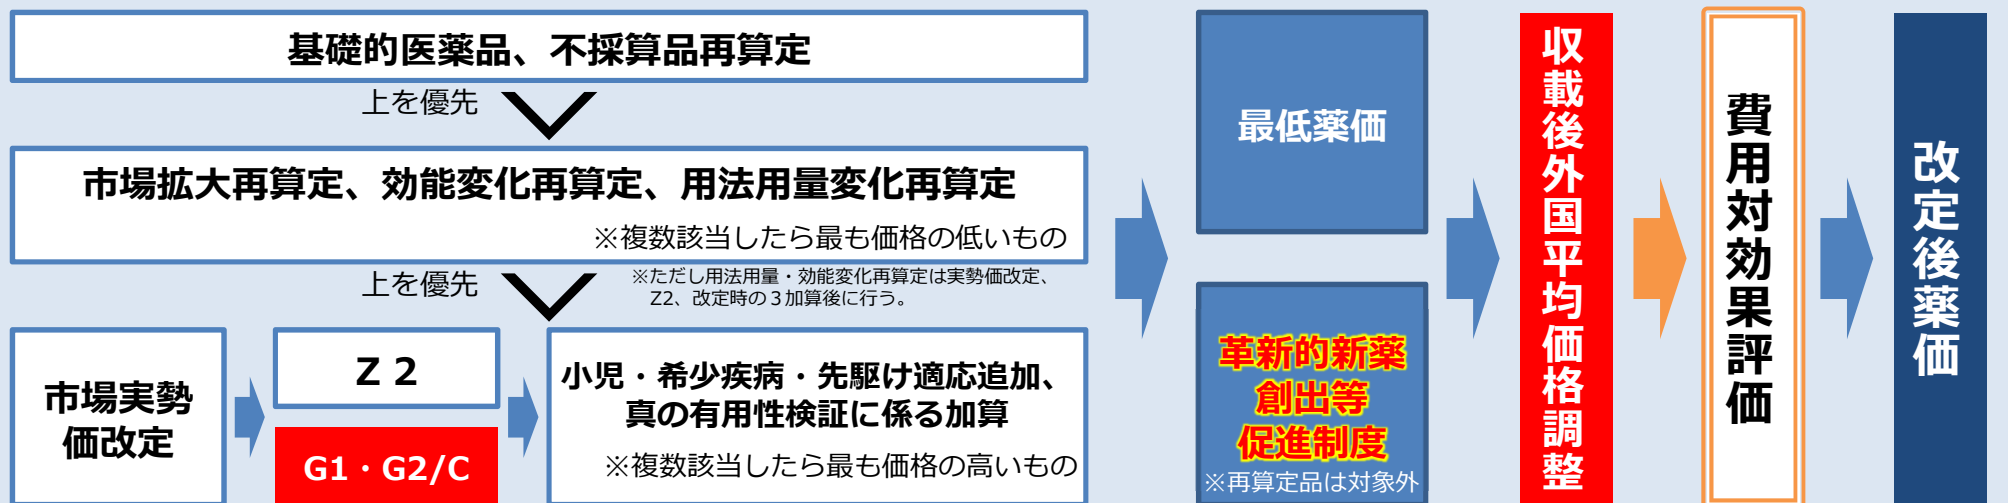 基礎的医薬品、不採算品再算定
上を優先
市場拡大再算定、効能変化再算定、用法用量変化再算定
※複数該当したら最も価格の低いもの
上を優先
※ただし用法用量・効能変化再算定は実勢価改定、
Z2、改定時の３加算後に行う。
市場実勢
価改定
Z 2
G1・G2/C
小児・希少疾病・先駆け適応追加、
真の有用性検証に係る加算
※複数該当したら最も価格の高いもの
最低薬価
革新的新薬
創出等
促進制度
※再算定品は対象外
収載後外国平均価格調整
費用対効果評価
改定後薬価